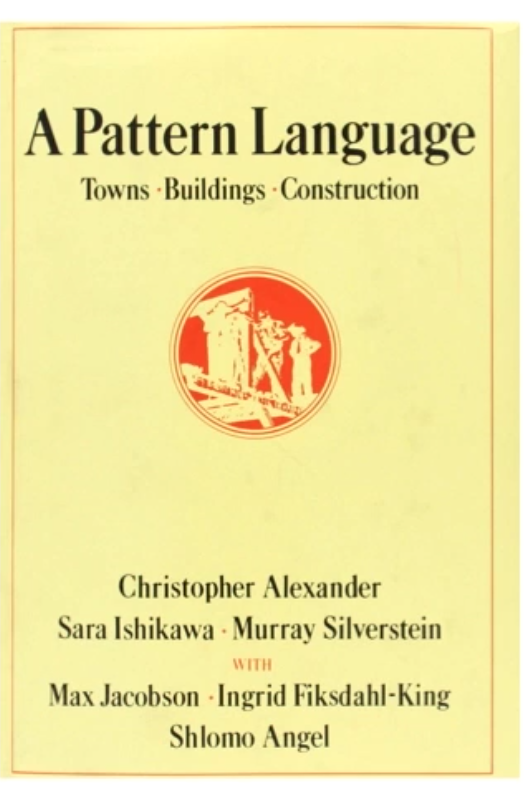 A Pattern Language
Towns · Buildings · Construction
Christopher Alexander
Sara Ishikawa · Murray Silverstein
WITH
Max Jacobson · Ingrid Fiksdahl-King
Shlomo Angel